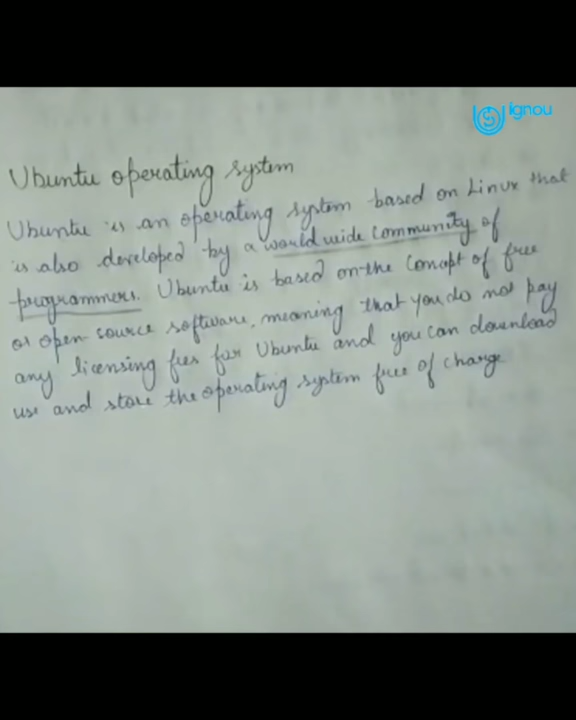 ignou
Ubuntu operating system
Ubuntu is an operating system based on Linux that
is also developed by a world wide community of
programmers. Ubuntu is based on the conapt of free
or open source software, meaning that you do not pay
any licensing fees for Ubuntu and you can download
use and store the operating system free of charge